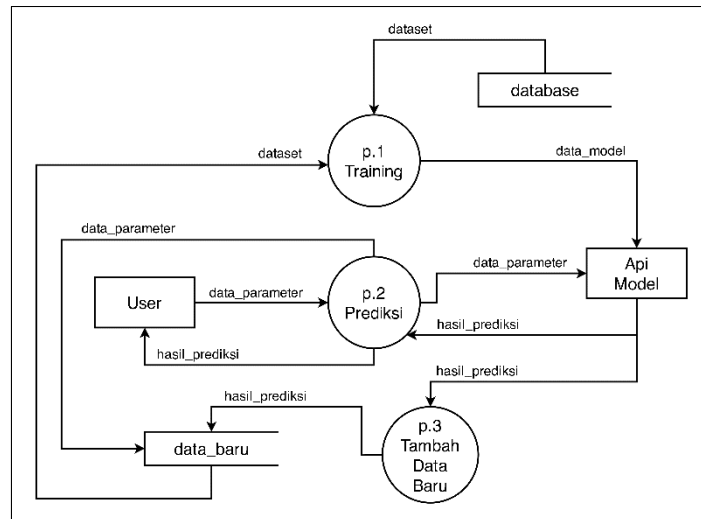 dataset
database
p.1
Training
dataset
data_model
data_parameter
Api
Model
data_parameter
p.2
Prediksi
User
data_parameter
hasil_prediksi
hasil_prediksi
hasil_prediksi
hasil_prediksi
p.3
Tambah
Data
Baru
data_baru